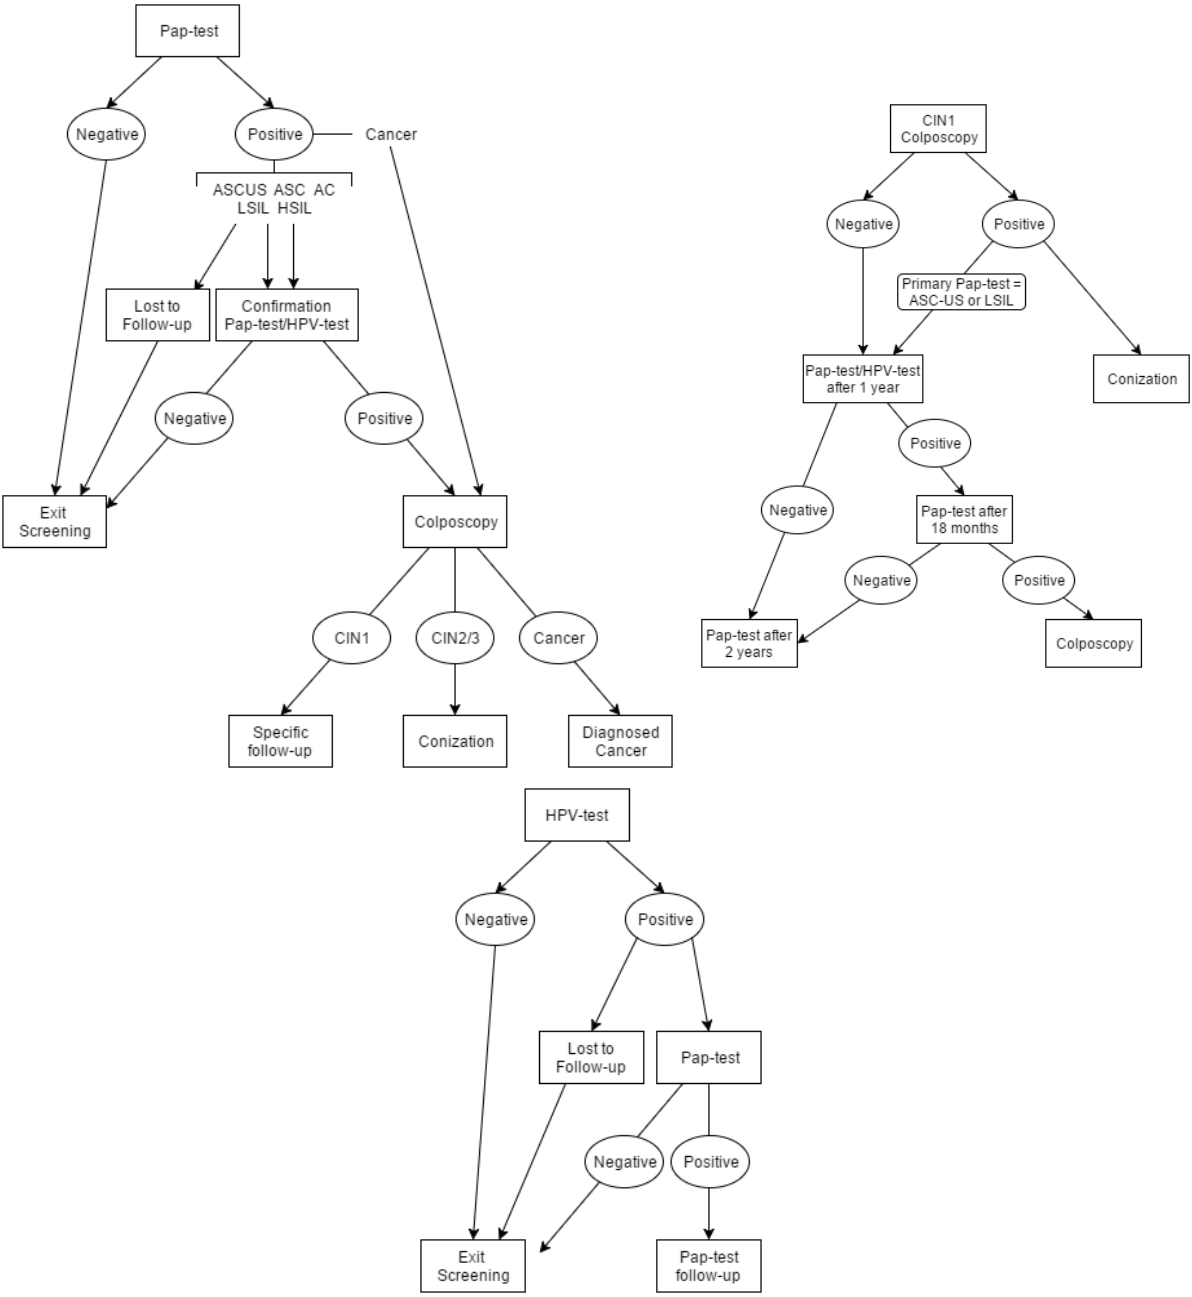 Pap-test
Negative
Positive
Cancer
ASCUS ASC AC
LSIL HSIL
Lost to
Follow-up
Confirmation
Pap-test/HPV-test
Negative
Positive
Exit
Screening
Colposcopy
CIN1
CIN2/3
Cancer
Specific
follow-up
Conization
Diagnosed
Cancer
CIN1
Colposcopy
Negative
Positive
Primary Pap-test =
ASC-US or LSIL
Pap-test/HPV-test
after 1 year
Conization
Positive
Negative
Pap-test after
18 months
Negative
Positive
Pap-test after
2 years
Colposcopy
HPV-test
Negative
Positive
Lost to
Follow-up
Pap-test
Negative
Positive
Exit
Screening
Pap-test
follow-up